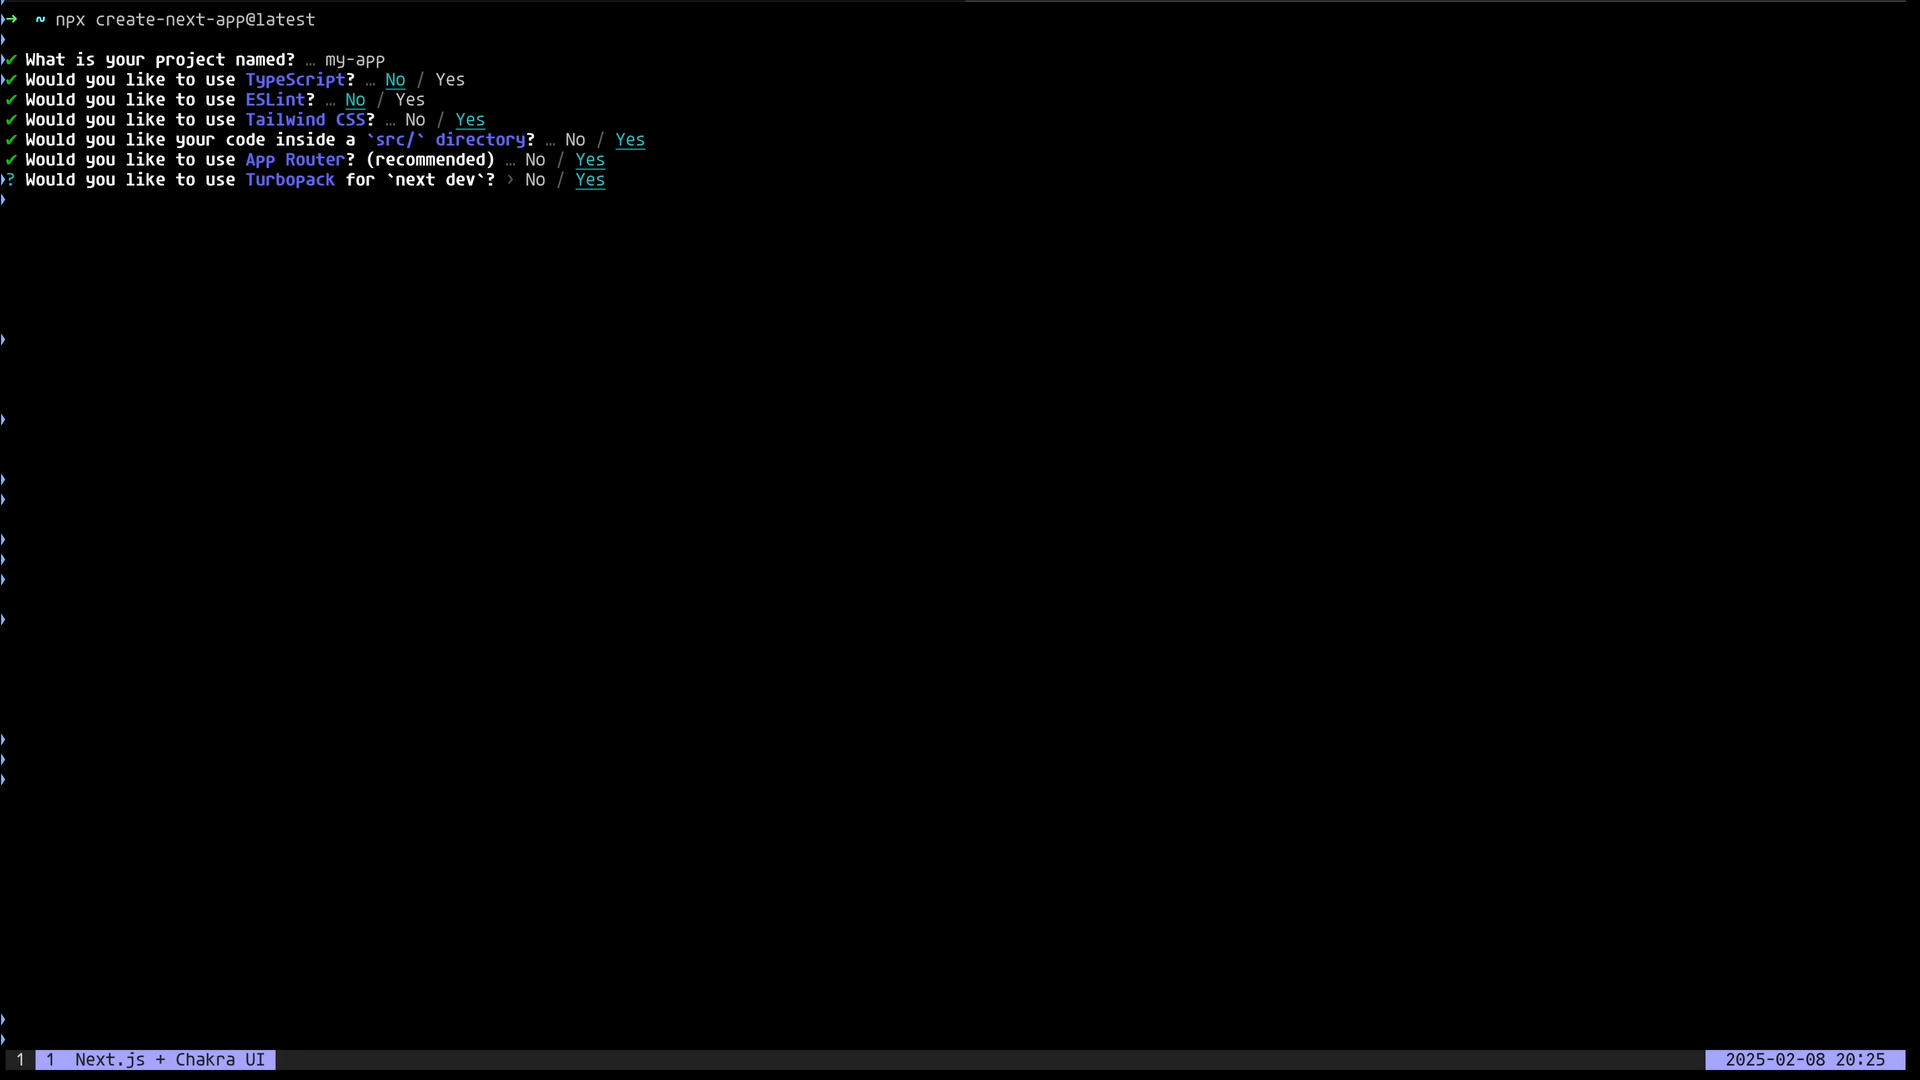 ➜  ~ npx create-next-app@latest
✔ What is your project named? … my-app
✔ Would you like to use TypeScript? … No / Yes
✔ Would you like to use ESLint? … No / Yes
✔ Would you like to use Tailwind CSS? … No / Yes
✔ Would you like your code inside a `src/` directory? … No / Yes
✔ Would you like to use App Router? (recommended) … No / Yes
? Would you like to use Turbopack for `next dev`? › No / Yes
1 1 Next.js + Chakra UI 2025-02-08 20:25